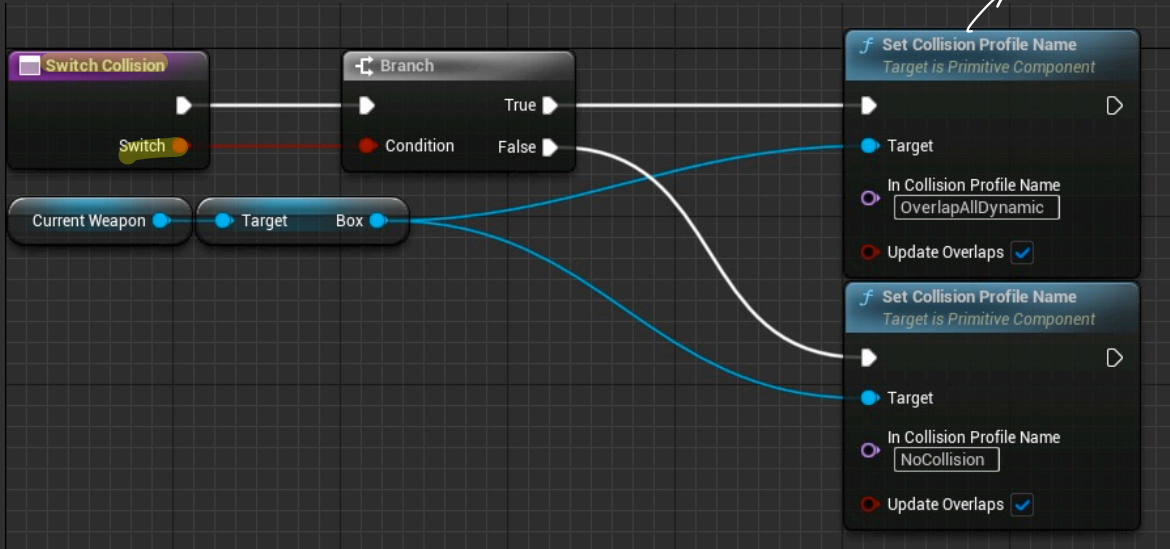 Switch Collision
Switch
Branch
True
Condition
False
Current Weapon
Target
Box
Set Collision Profile Name
Target is Primitive Component
Target
In Collision Profile Name
OverlapAllDynamic
Update Overlaps
Set Collision Profile Name
Target is Primitive Component
Target
In Collision Profile Name
NoCollision
Update Overlaps